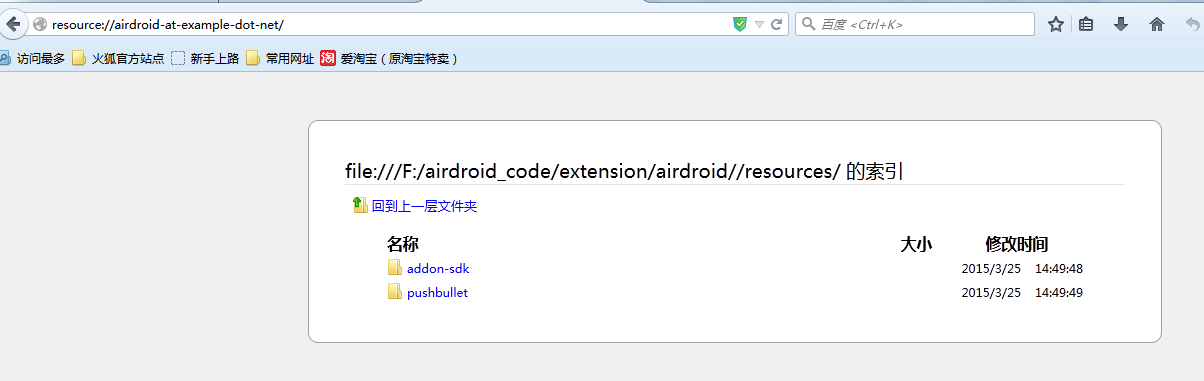 resource://airdroid-at-example-dot-net/
百度 <Ctrl+K>
访问最多 火狐官方站点 新手上路 常用网址 淘 爱淘宝（原淘宝特卖）
file:///F:/airdroid_code/extension/airdroid//resources/ 的索引
回到上一层文件夹
名称 大小 修改时间
addon-sdk 2015/3/25 14:49:48
pushbullet 2015/3/25 14:49:49